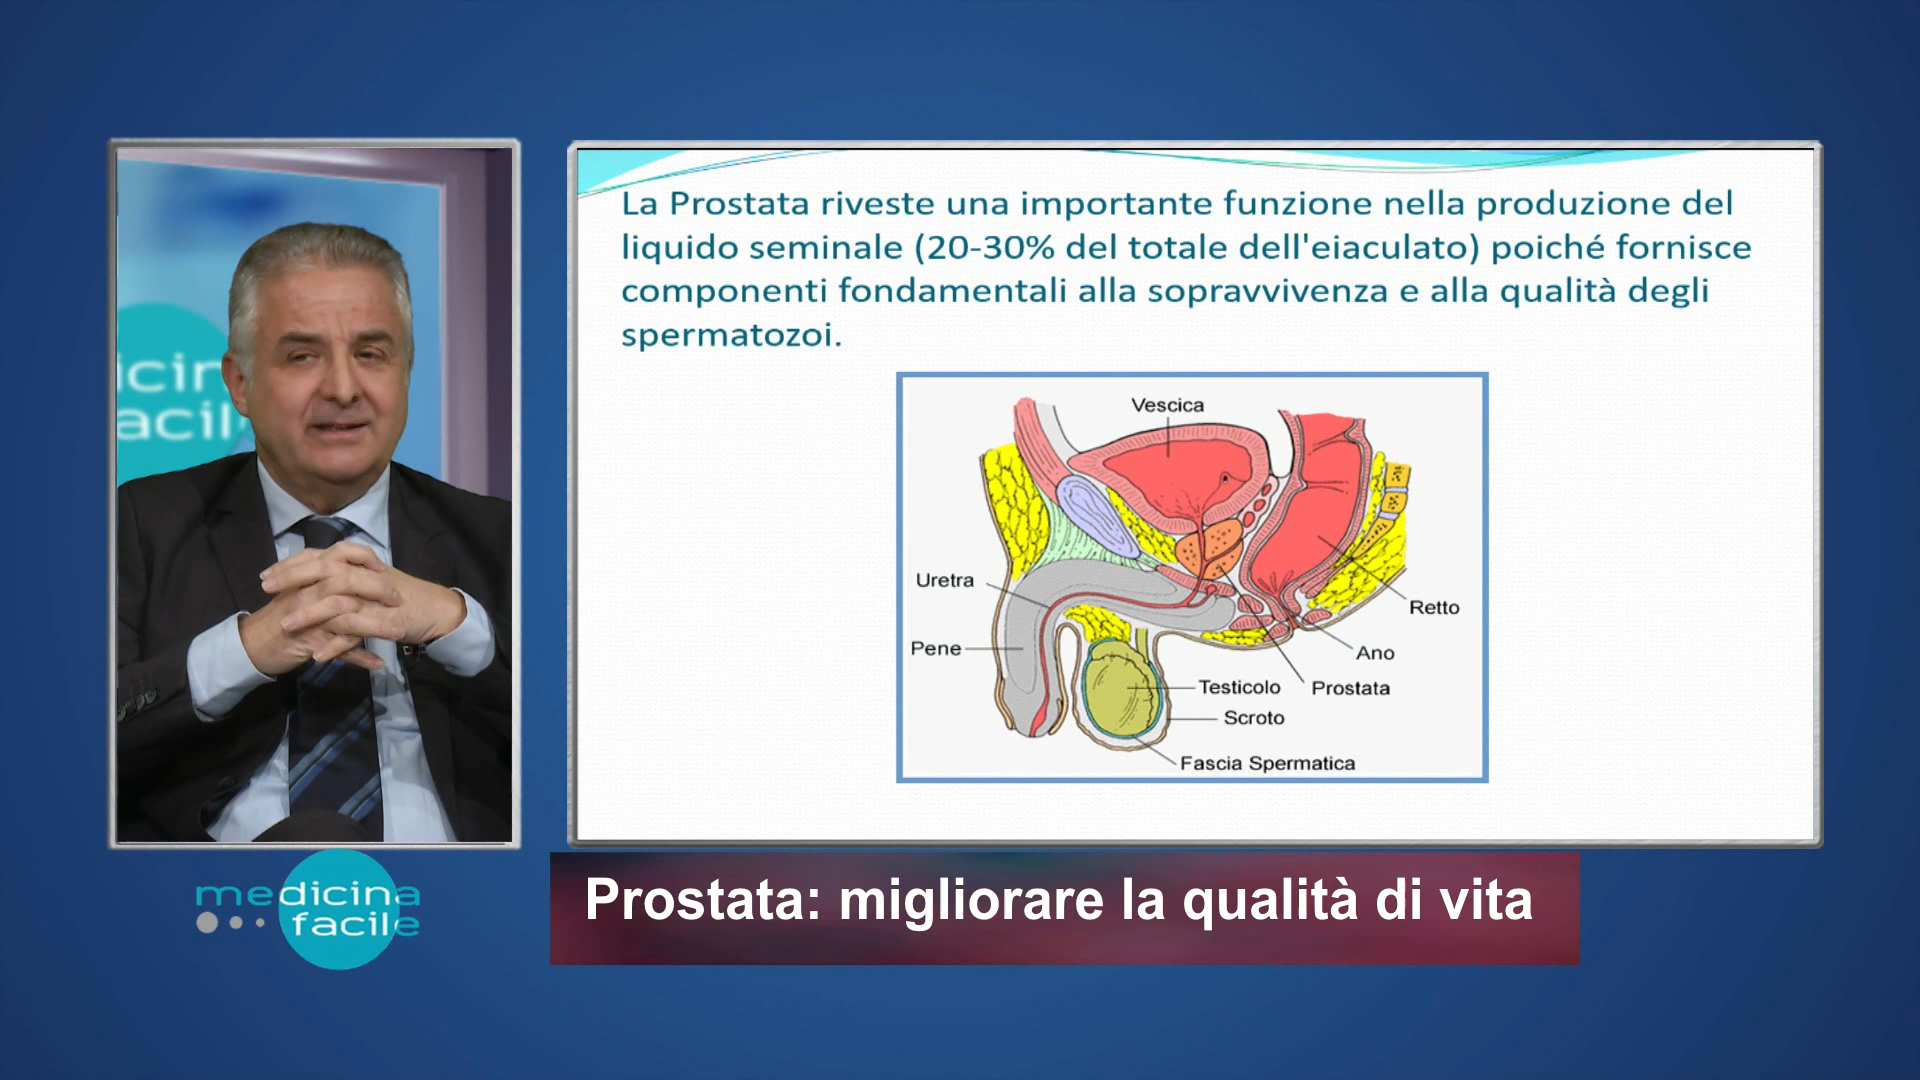 La Prostata riveste una importante funzione nella produzione del
liquido seminale (20-30% del totale dell'eiaculato) poiché fornisce
componenti fondamentali alla sopravvivenza e alla qualità degli
spermatozoi.
Vescica
Uretra
Retto
Pene
Ano
Testicolo
Prostata
Scroto
Fascia Spermatica
icin
acil
medicina
facile
Prostata: migliorare la qualità di vita